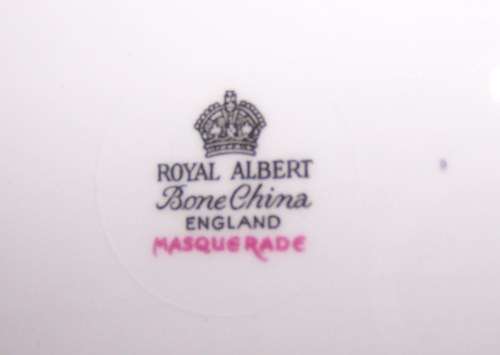 ROYAL ALBERT
Bone China
ENGLAND
MASQUERADE